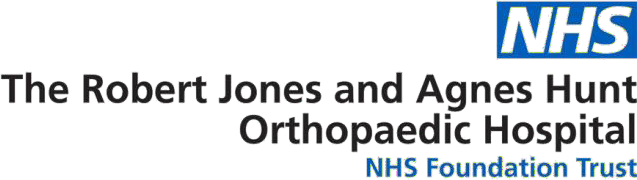 NHS
The Robert Jones and Agnes Hunt
Orthopaedic Hospital
NHS Foundation Trust